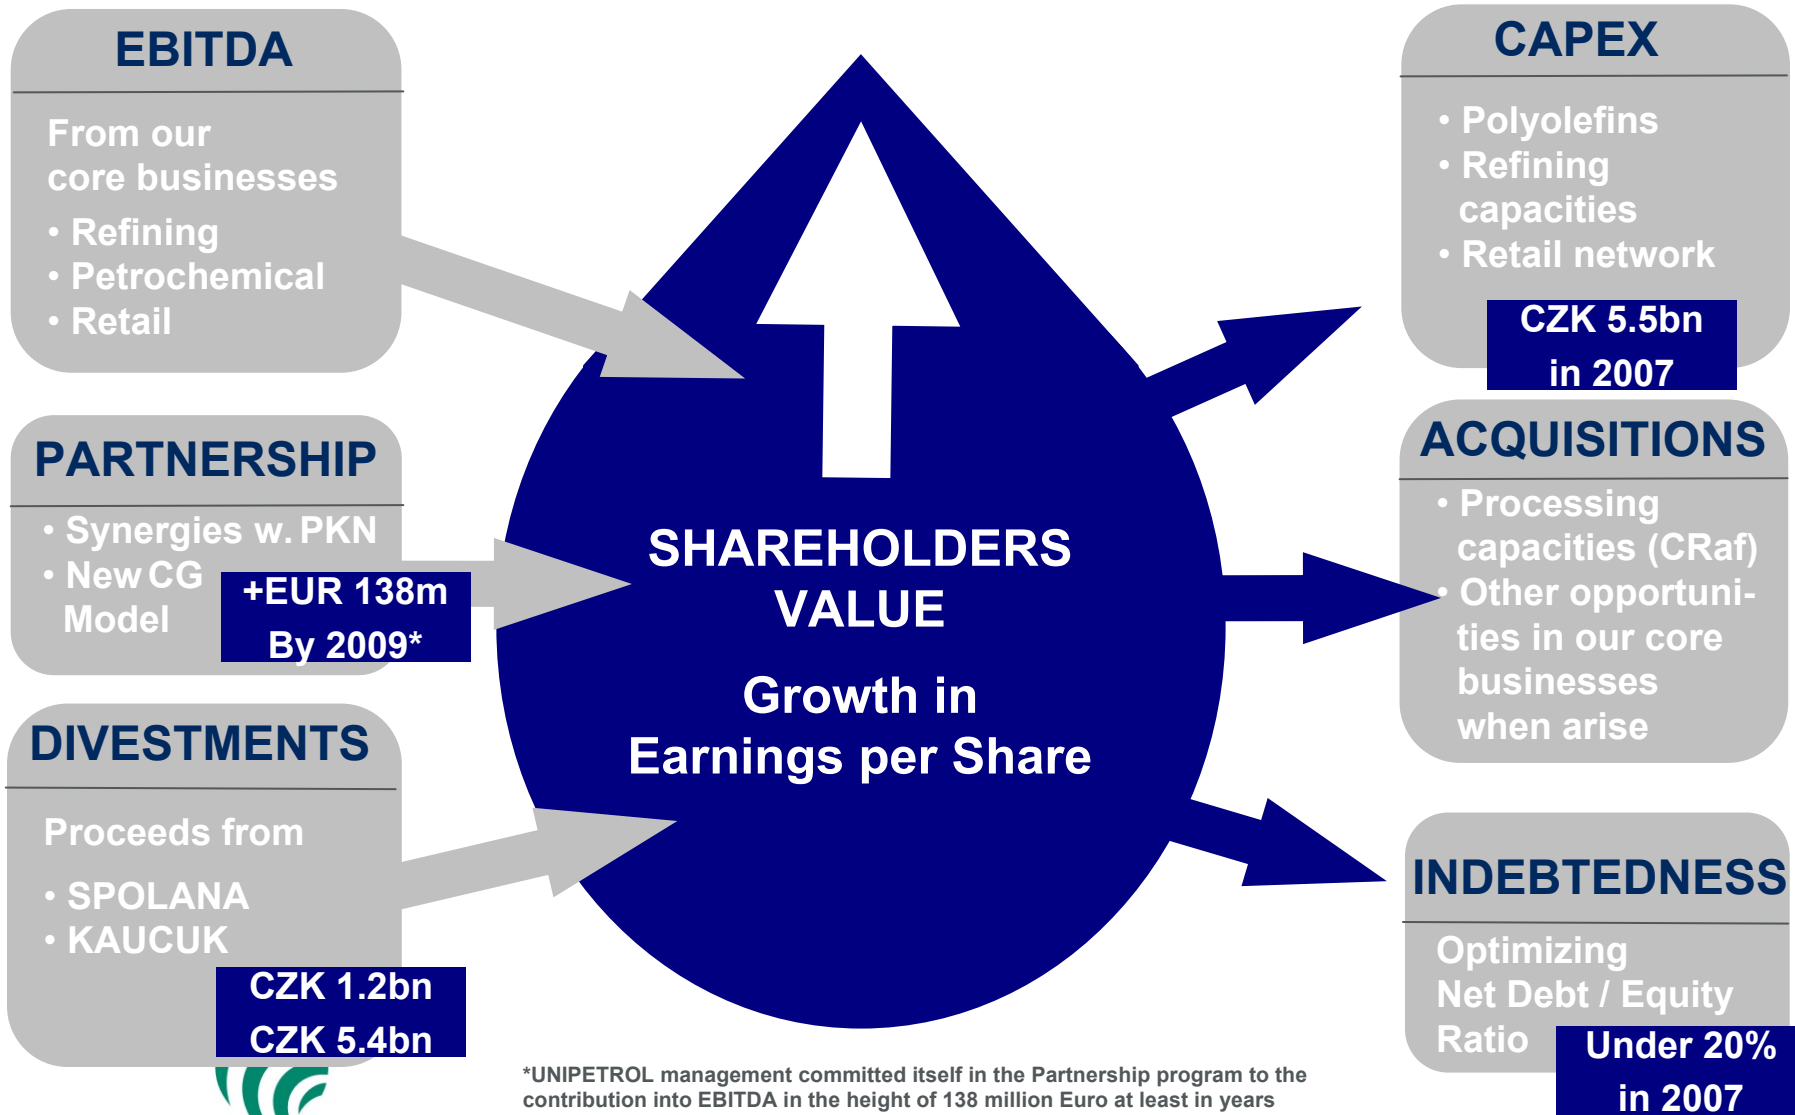 EBITDA
From our
core businesses
• Refining
• Petrochemical
• Retail
PARTNERSHIP
• Synergies w. PKN
• New CG
Model
+EUR 138m
By 2009*
DIVESTMENTS
Proceeds from
• SPOLANA
• KAUCUK
CZK 1.2bn
CZK 5.4bn
SHAREHOLDERS
VALUE
Growth in
Earnings per Share
CAPEX
• Polyolefins
• Refining
capacities
• Retail network
CZK 5.5bn
in 2007
ACQUISITIONS
• Processing
capacities (CRaf)
• Other opportuni-
ties in our core
businesses
when arise
INDEBTEDNESS
Optimizing
Net Debt / Equity
Ratio
Under 20%
in 2007
*UNIPETROL management committed itself in the Partnership program to the
contribution into EBITDA in the height of 138 million Euro at least in years